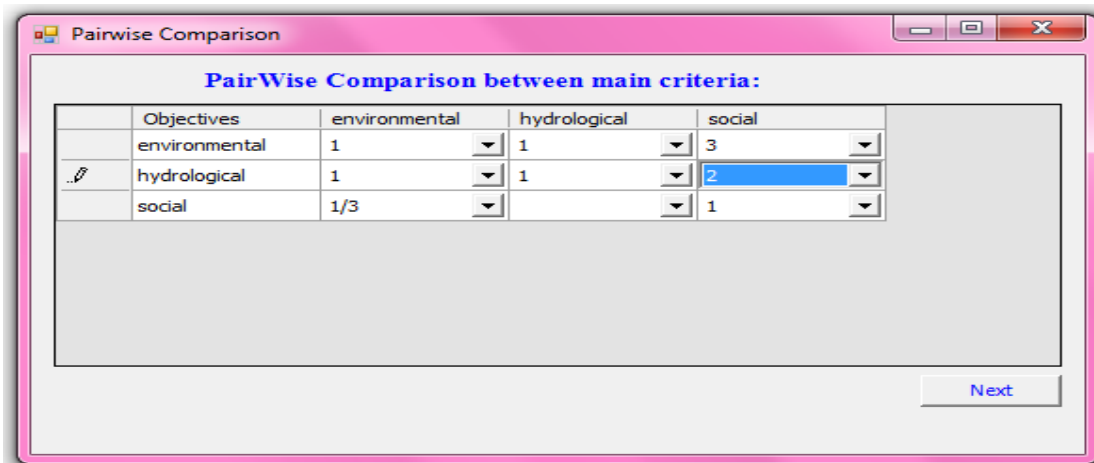 Pairwise Comparison
PairWise Comparison between main criteria:
Objectives environmental hydrological social
environmental 1 1 3
hydrological 1 1 2
social 1/3 1
Next